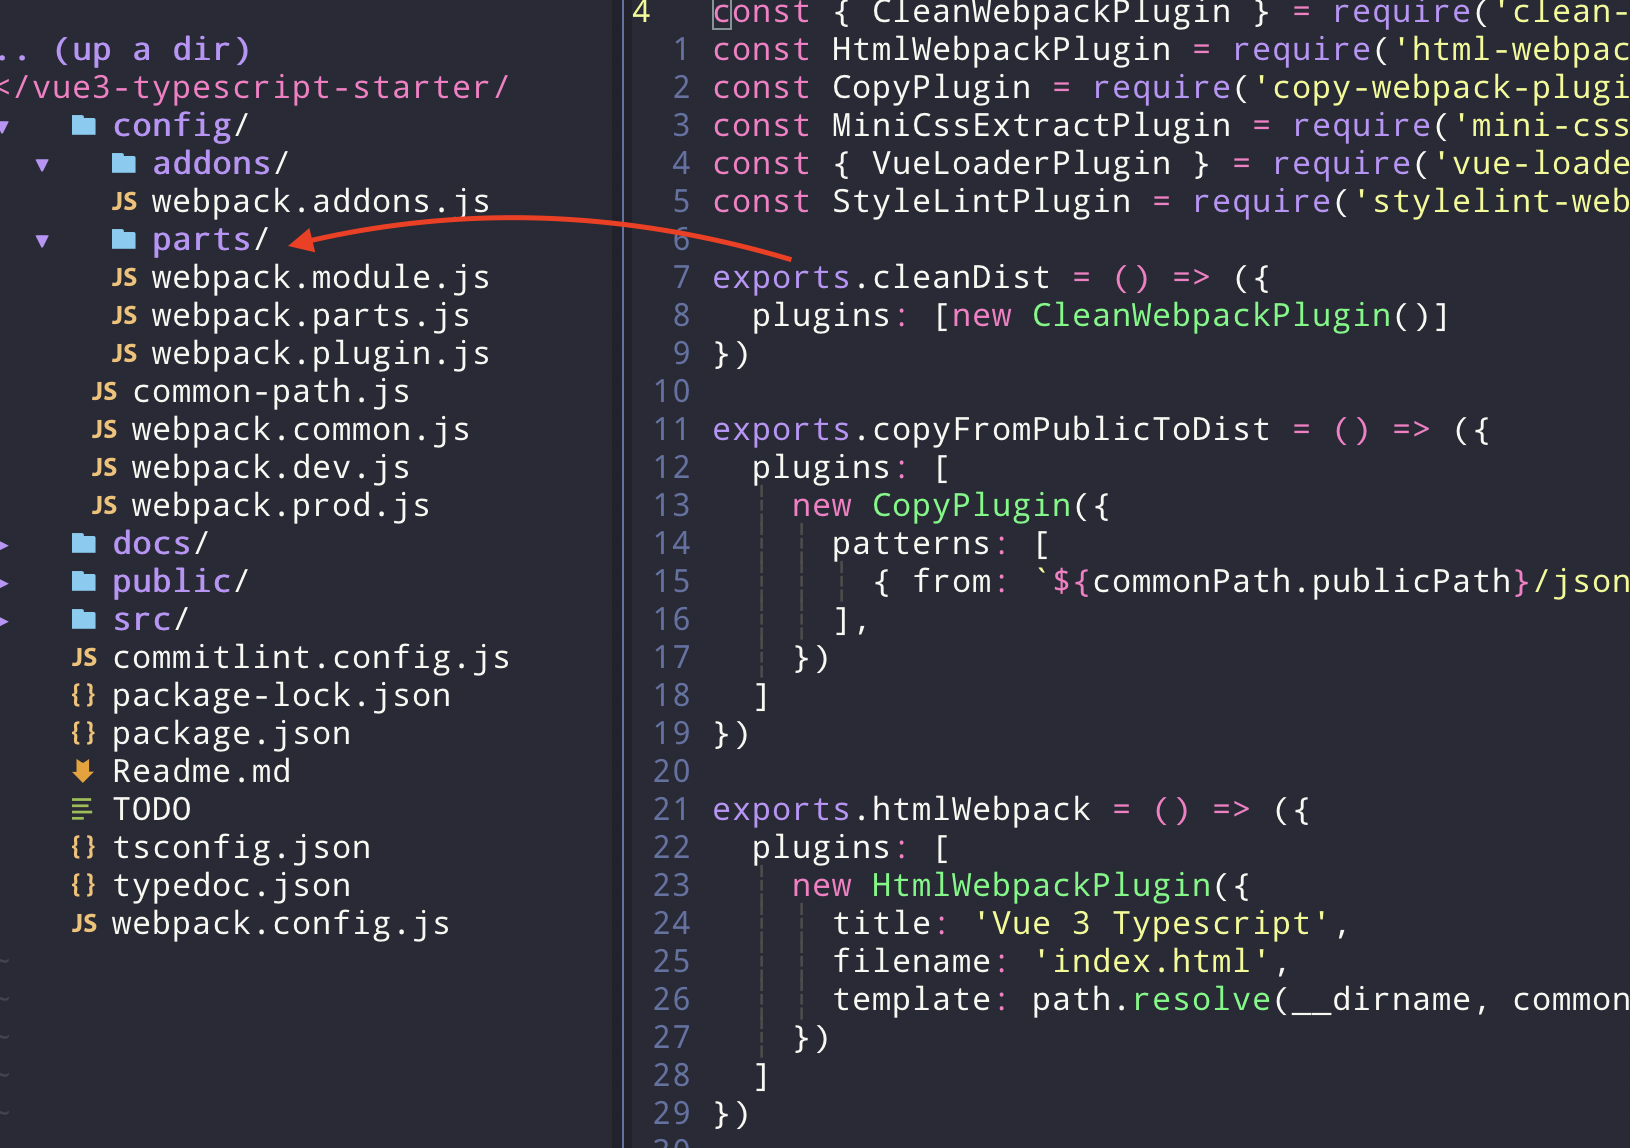 .. (up a dir)
</vue3-typescript-starter/
▾ config/
▾ addons/
JS webpack.addons.js
▾ parts/
JS webpack.module.js
JS webpack.parts.js
JS webpack.plugin.js
JS common-path.js
JS webpack.common.js
JS webpack.dev.js
JS webpack.prod.js
▸ docs/
▸ public/
▸ src/
JS commitlint.config.js
{} package-lock.json
{} package.json
Readme.md
TODO
{} tsconfig.json
{} typedoc.json
JS webpack.config.js
~
~
~
~
~
4 const { CleanWebpackPlugin } = require('clean-
1 const HtmlWebpackPlugin = require('html-webpac
2 const CopyPlugin = require('copy-webpack-plugi
3 const MiniCssExtractPlugin = require('mini-css
4 const { VueLoaderPlugin } = require('vue-loade
5 const StyleLintPlugin = require('stylelint-web
6
7 exports.cleanDist = () => ({
8   plugins: [new CleanWebpackPlugin()]
9 })
10
11 exports.copyFromPublicToDist = () => ({
12   plugins: [
13     new CopyPlugin({
14       patterns: [
15         { from: `${commonPath.publicPath}/json
16       ],
17     })
18   ]
19 })
20
21 exports.htmlWebpack = () => ({
22   plugins: [
23     new HtmlWebpackPlugin({
24       title: 'Vue 3 Typescript',
25       filename: 'index.html',
26       template: path.resolve(__dirname, common
27     })
28   ]
29 })
30